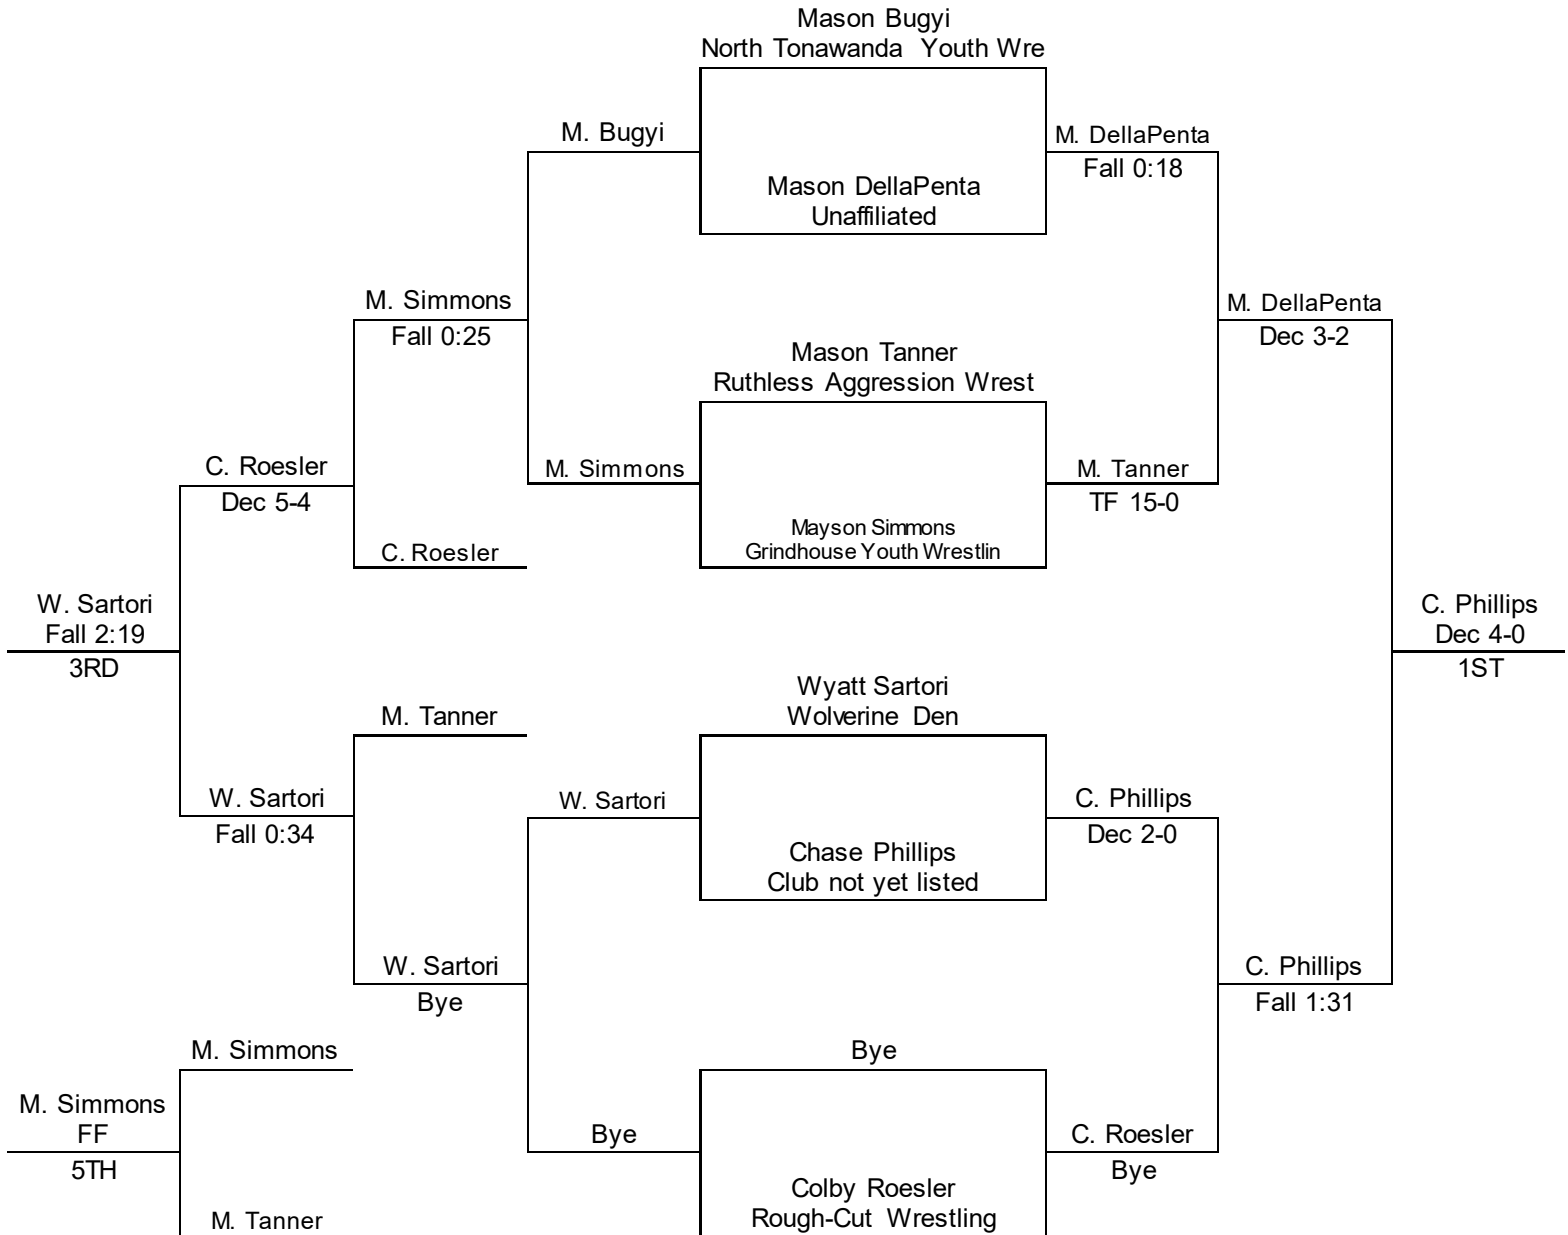 Mason Bugyi
North Tonawanda Youth Wre
M. Bugyi
M. DellaPenta
Fall 0:18
Mason DellaPenta
Unaffiliated
M. Simmons
Fall 0:25
M. DellaPenta
Dec 3-2
Mason Tanner
Ruthless Aggression Wrest
C. Roesler
Dec 5-4
M. Simmons
M. Tanner
TF 15-0
Mayson Simmons
Grindhouse Youth Wrestlin
C. Roesler
W. Sartori
Fall 2:19
3RD
C. Phillips
Dec 4-0
1ST
Wyatt Sartori
Wolverine Den
M. Tanner
W. Sartori
Fall 0:34
W. Sartori
C. Phillips
Dec 2-0
Chase Phillips
Club not yet listed
W. Sartori
Bye
C. Phillips
Fall 1:31
M. Simmons
Bye
M. Simmons
FF
5TH
Bye
C. Roesler
Bye
Colby Roesler
Rough-Cut Wrestling
M. Tanner